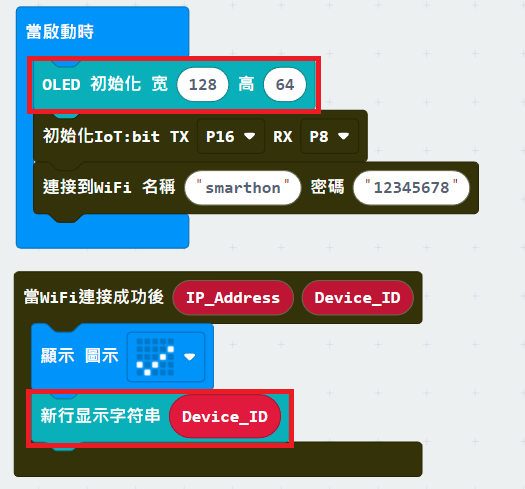 當啟動時
OLED 初始化 宽 128 高 64
初始化IoT:bit TX P16 RX P8
連接到WiFi 名稱 "smarthon" 密碼 "12345678"
當WiFi連接成功後 IP_Address Device_ID
顯示 圖示
新行显示字符串 Device_ID